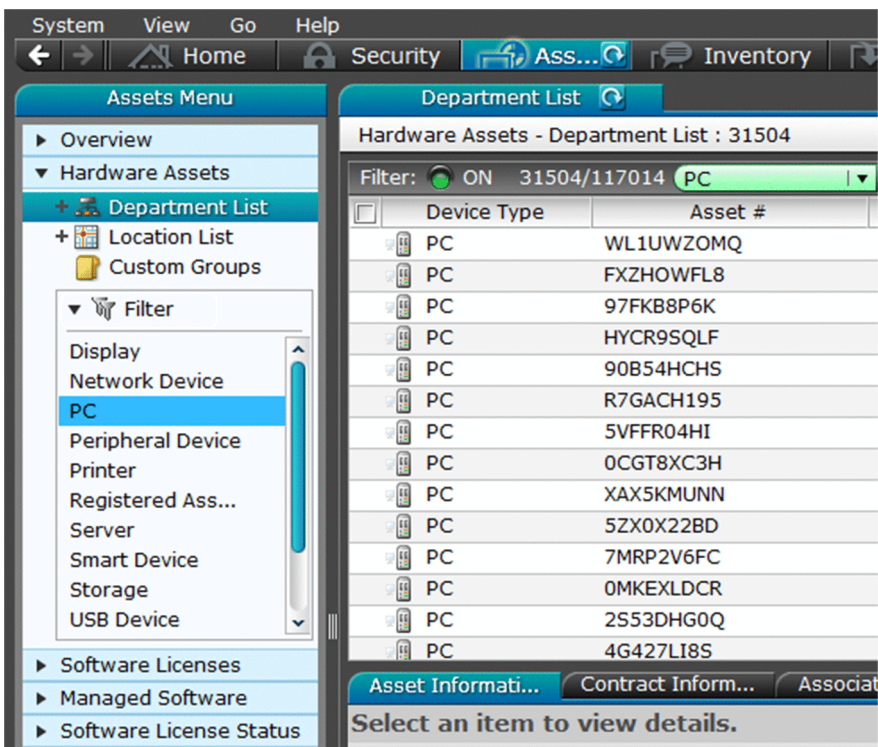 System View Go Help
Home Security Ass... Inventory
Assets Menu
Overview
Hardware Assets
Department List
Location List
Custom Groups
Filter
Display
Network Device
PC
Peripheral Device
Printer
Registered Ass...
Server
Smart Device
Storage
USB Device
Software Licenses
Managed Software
Software License Status
Department List
Hardware Assets - Department List : 31504
Filter: ON 31504/117014 PC
Device Type Asset #
PC WL1UWZOMQ
PC FXZHOWFL8
PC 97FKB8P6K
PC HYCR9SQLF
PC 90B54HCHS
PC R7GACH195
PC 5VFFR04HI
PC 0CGT8XC3H
PC XAX5KMUNN
PC 5ZX0X22BD
PC 7MRP2V6FC
PC 0MKEXLDCR
PC 2S53DHG0Q
PC 4G427LI8S
Asset Informati... Contract Inform... Associat
Select an item to view details.